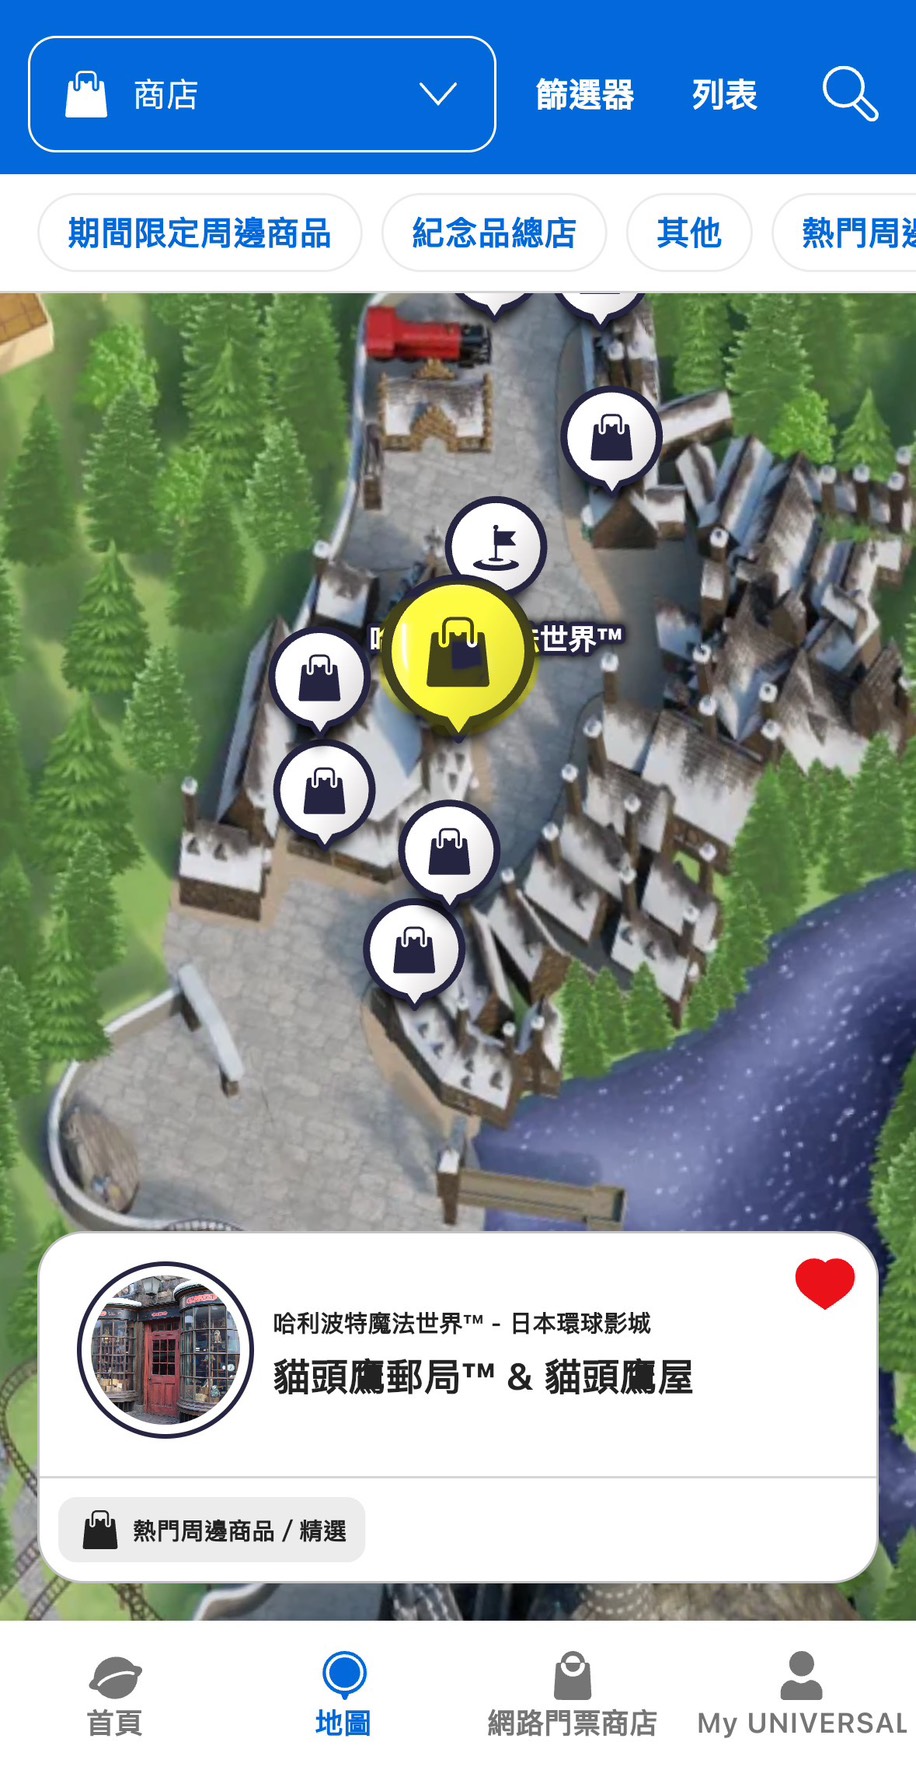 商店
篩選器
列表
期間限定周邊商品
紀念品總店
其他
熱門周邊
世界™
哈利波特魔法世界™ - 日本環球影城
貓頭鷹郵局™ & 貓頭鷹屋
熱門周邊商品 / 精選
首頁
地圖
網路門票商店
My UNIVERSAL